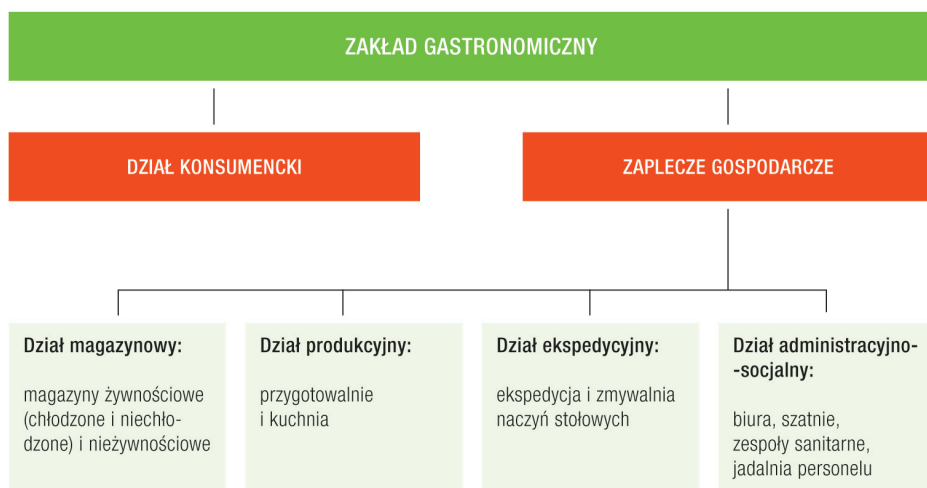 ZAKŁAD GASTRONOMICZNY
DZIAŁ KONSUMENCKI
ZAPLECZE GOSPODARCZE
Dział magazynowy:
magazyny żywnościowe
(chłodzone i niechło-
dzone) i nieżywnościowe
Dział produkcyjny:
przygotowalnie
i kuchnia
Dział ekspedycyjny:
ekspedycja i zmywalnia
naczyń stołowych
Dział administracyjno-
-socjalny:
biura, szatnie,
zespoły sanitarne,
jadalnia personelu